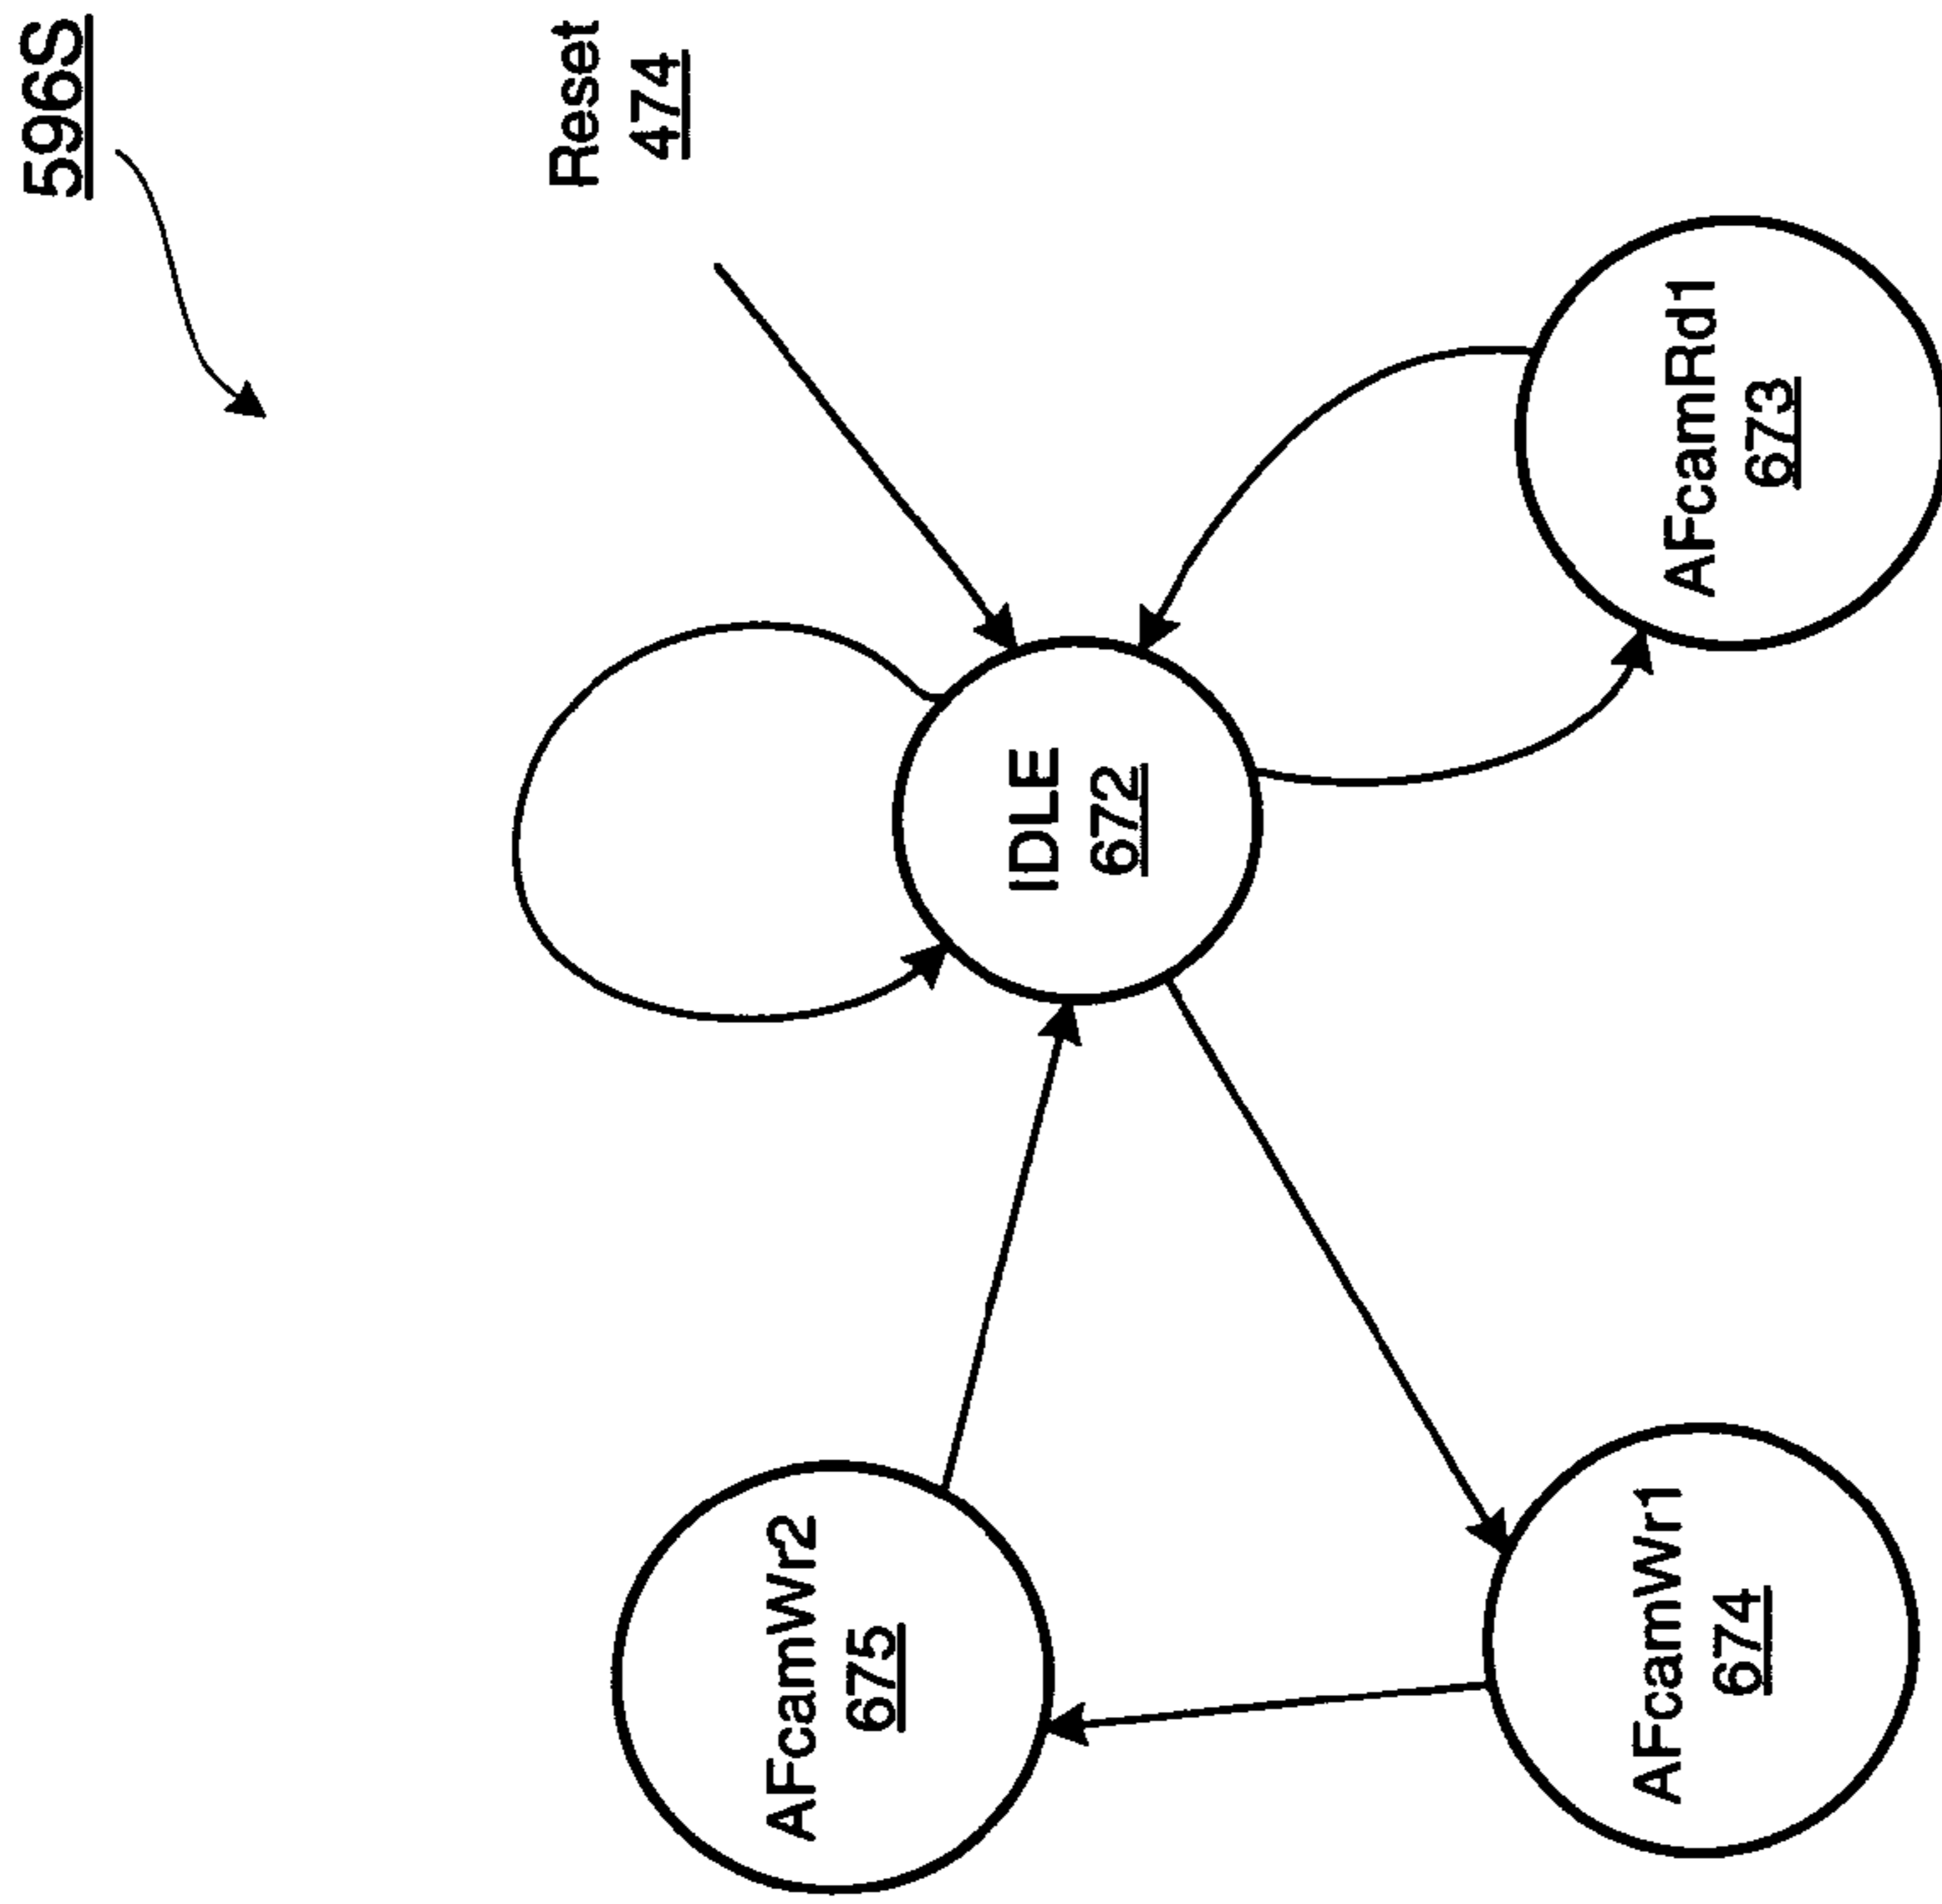 596S
Reset
474
AFcamWr2
675
IDLE
672
AFcamWr1
674
AFcamRd1
673